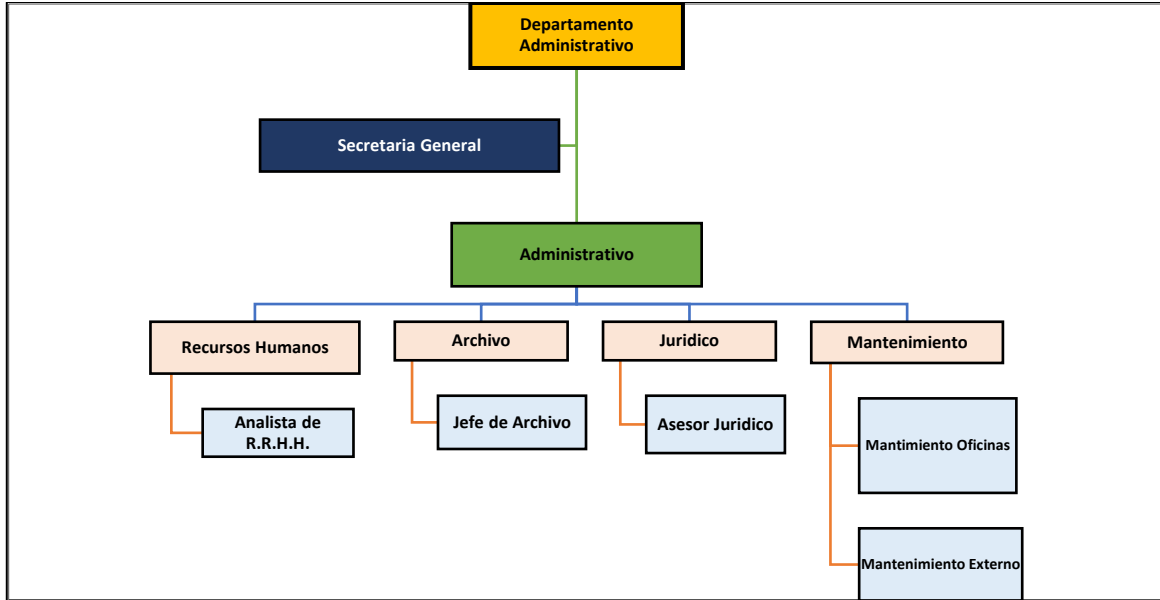 Departamento
Administrativo
Secretaria General
Administrativo
Recursos Humanos
Archivo
Juridico
Mantenimiento
Analista de
R.R.H.H.
Jefe de Archivo
Asesor Juridico
Mantimiento Oficinas
Mantenimiento Externo